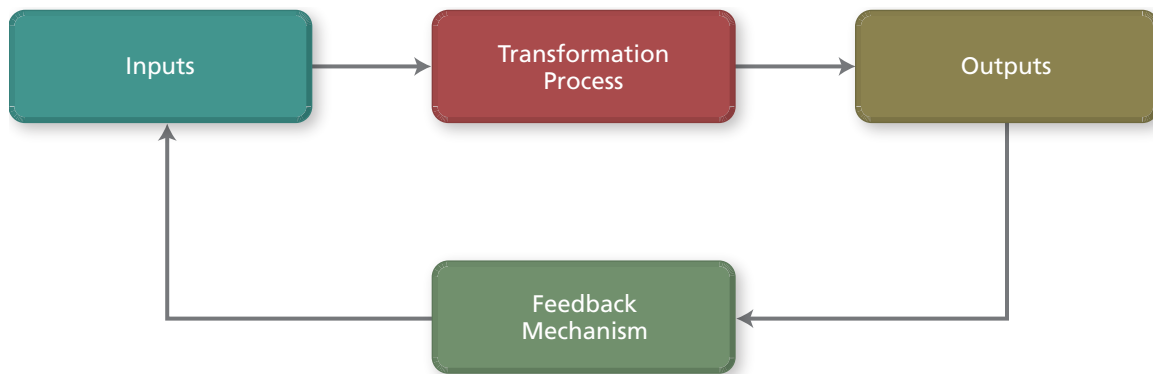 Inputs
Transformation
Process
Outputs
Feedback
Mechanism